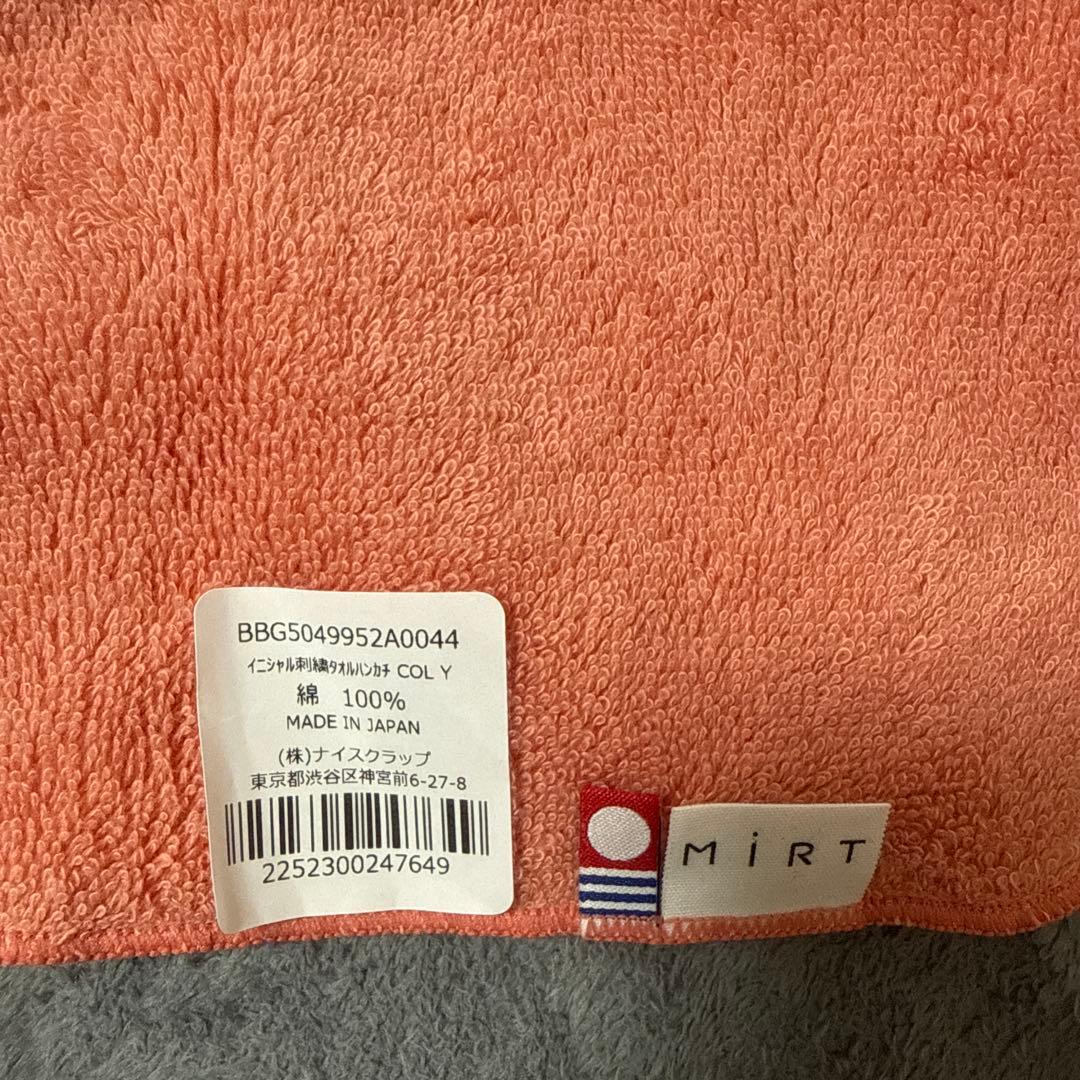 BBG5049952A0044
イニシャル刺繍タオルハンカチ COL Y
綿 100%
MADE IN JAPAN
(株)ナイスクラップ
東京都渋谷区神宮前6-27-8
2252300247649
MiRT